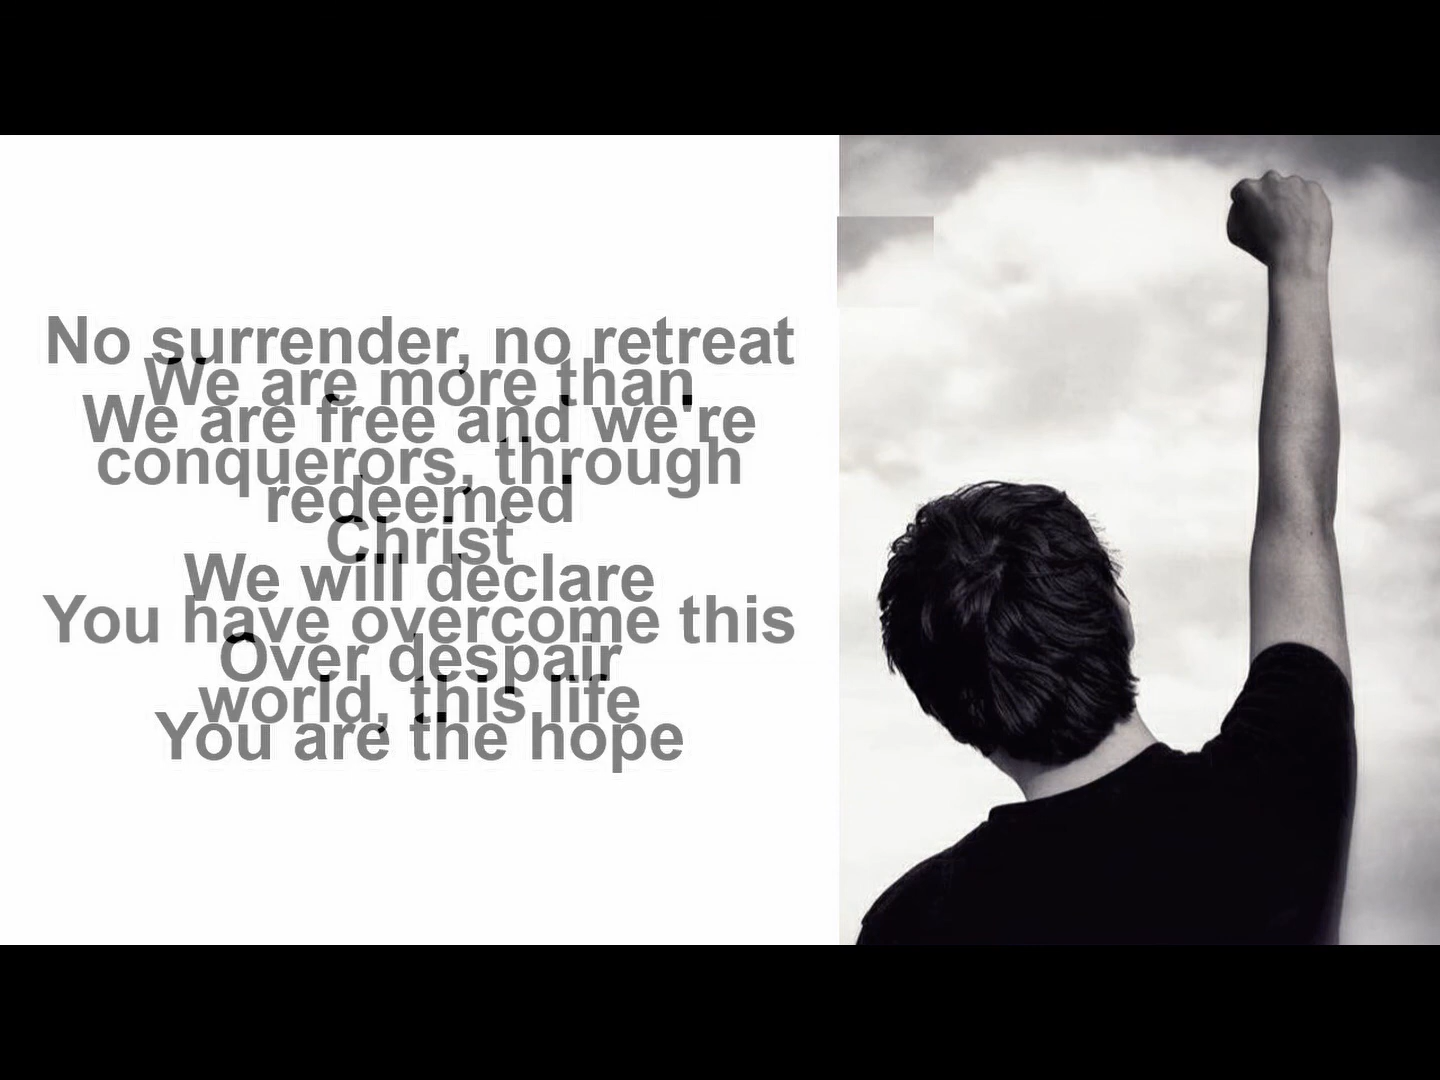 No surrender, no retreat
We are more than
We are free and we're
conquerors, through
redeemed
Christ
We will declare
You have overcome this
Over despair
world, this life
You are the hope